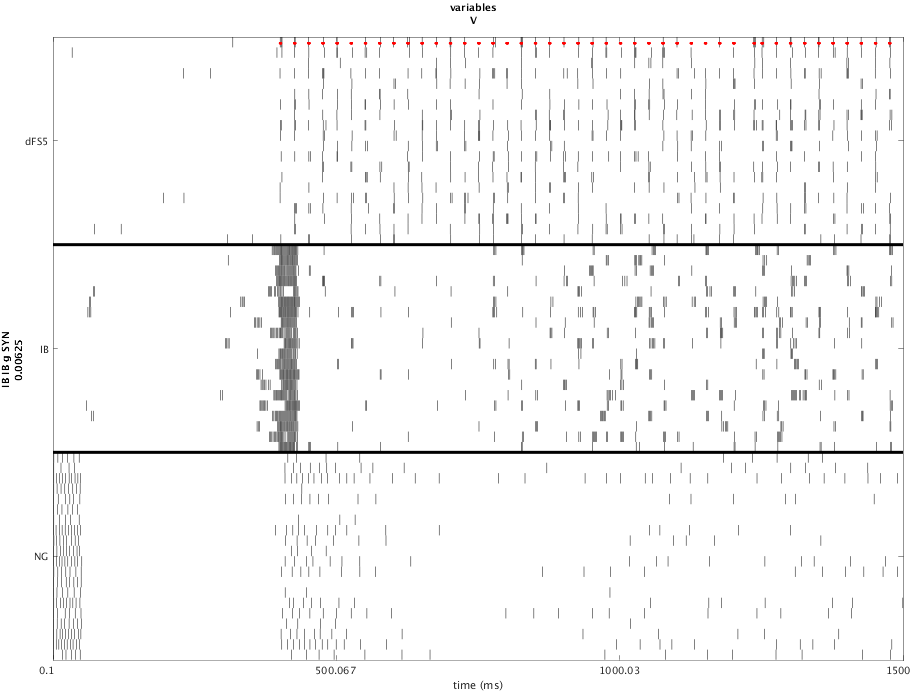 variables
V
dFS5
IB
NG
IB IB g SYN
0.00625
0.1
500.067
1000.03
1500
time (ms)